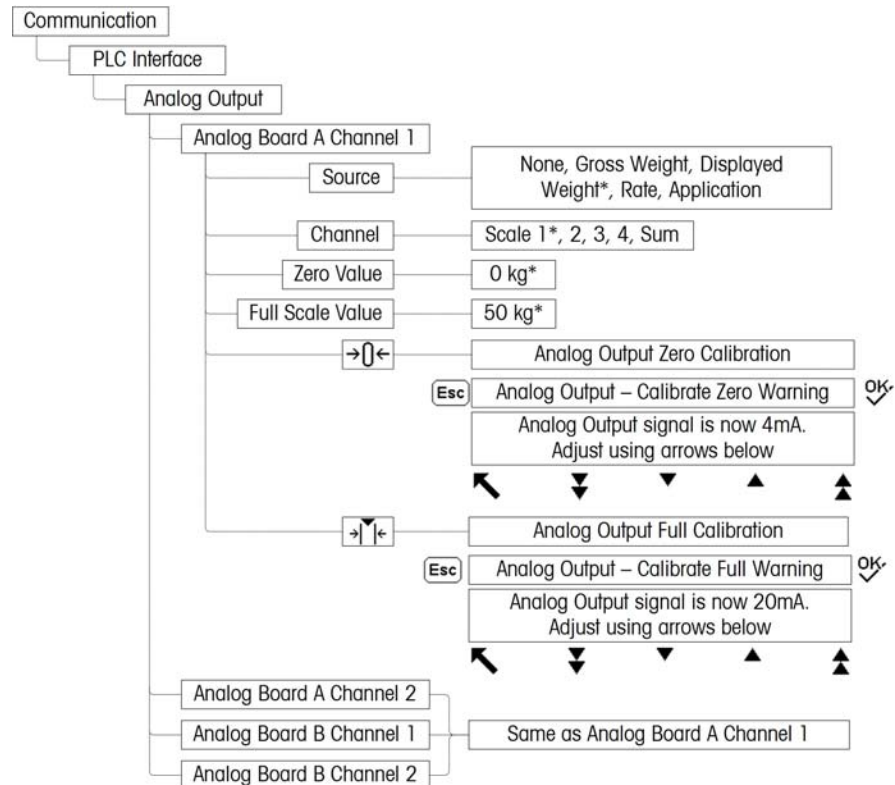 Communication
PLC Interface
Analog Output
Analog Board A Channel 1
Source
None, Gross Weight, Displayed
Weight*, Rate, Application
Channel
Scale 1*, 2, 3, 4, Sum
Zero Value
0 kg*
Full Scale Value
50 kg*
Analog Output Zero Calibration
Esc
Analog Output – Calibrate Zero Warning
OK
Analog Output signal is now 4mA.
Adjust using arrows below
Analog Output Full Calibration
Esc
Analog Output – Calibrate Full Warning
OK
Analog Output signal is now 20mA.
Adjust using arrows below
Analog Board A Channel 2
Analog Board B Channel 1
Same as Analog Board A Channel 1
Analog Board B Channel 2